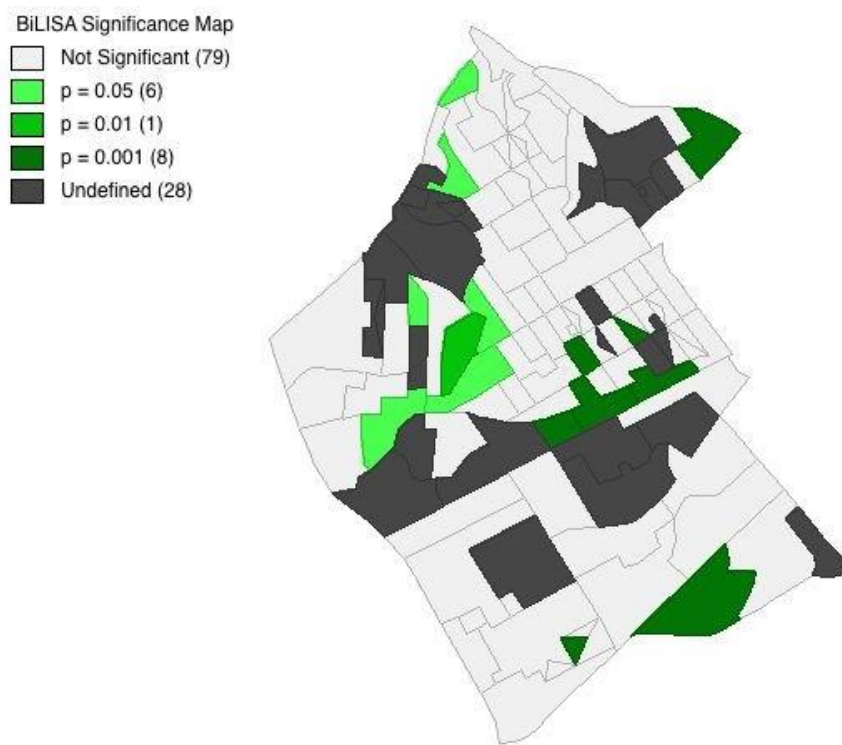 BiLISA Significance Map
Not Significant (79)
p = 0.05 (6)
p = 0.01 (1)
p = 0.001 (8)
Undefined (28)